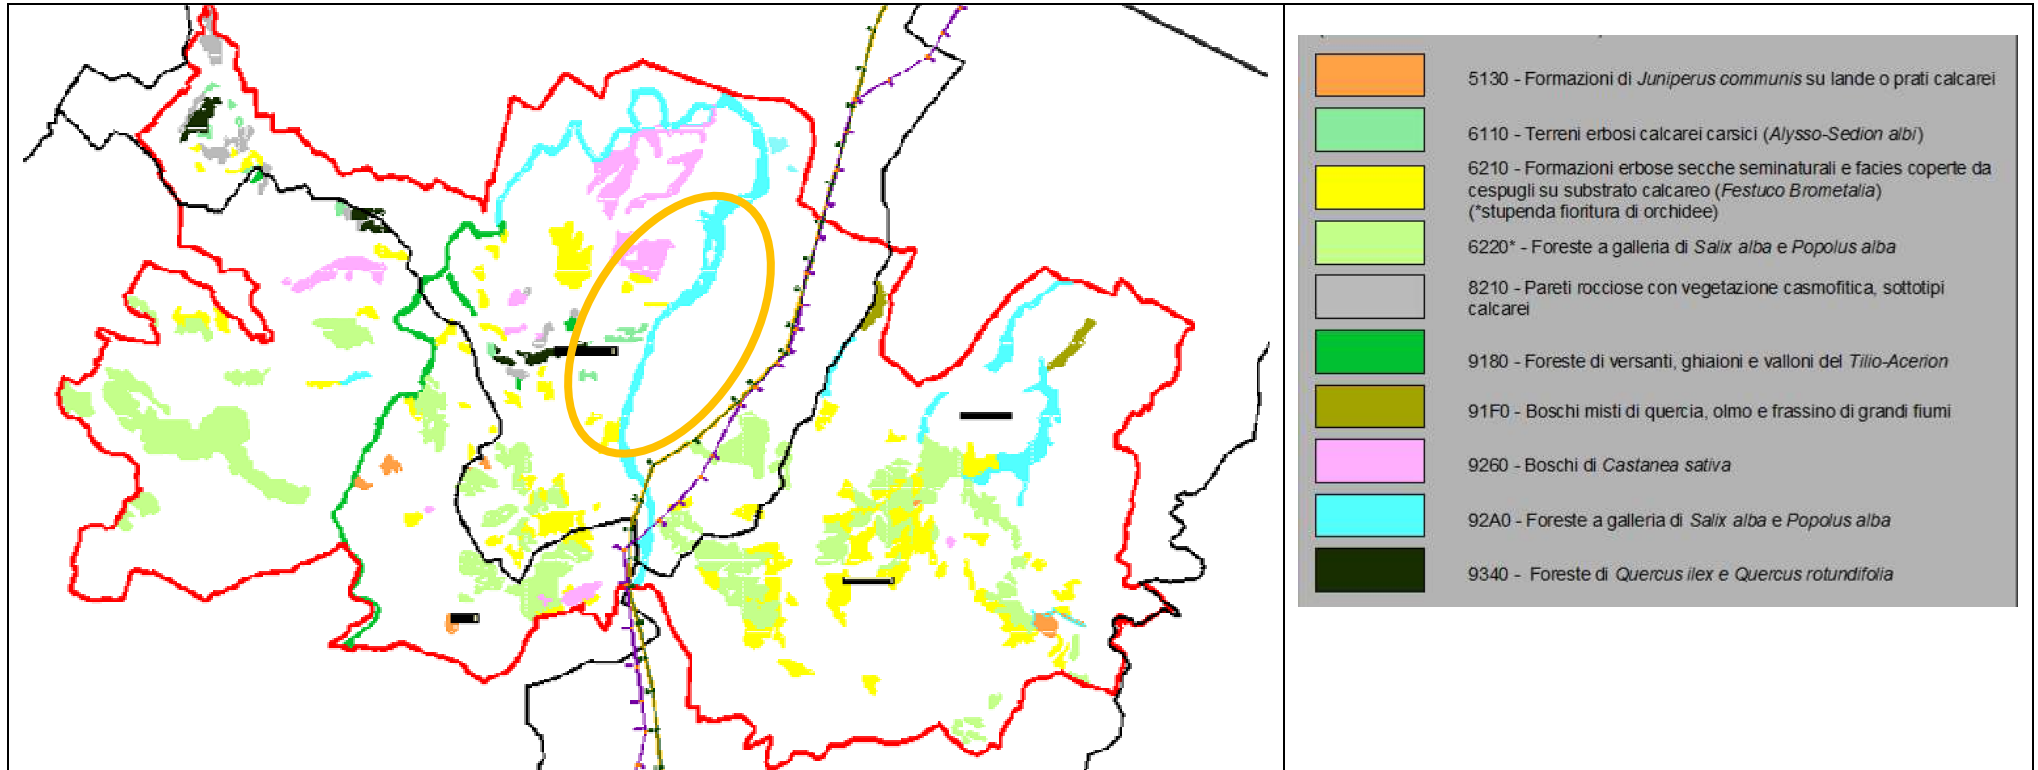 5130 - Formazioni di Juniperus communis su lande o prati calcarei
6110 - Terreni erbosi calcarei carsici (Alysso-Sedion albi)
6210 - Formazioni erbose secche seminaturali e facies coperte da
cespugli su substrato calcareo (Festuco Brometalia)
(*stupenda fioritura di orchidee)
6220* - Foreste a galleria di Salix alba e Popolus alba
8210 - Pareti rocciose con vegetazione casmofitica, sottotipi
calcarei
9180 - Foreste di versanti, ghiaioni e valloni del Tilio-Acerion
91F0 - Boschi misti di quercia, olmo e frassino di grandi fiumi
9260 - Boschi di Castanea sativa
92A0 - Foreste a galleria di Salix alba e Popolus alba
9340 - Foreste di Quercus ilex e Quercus rotundifolia